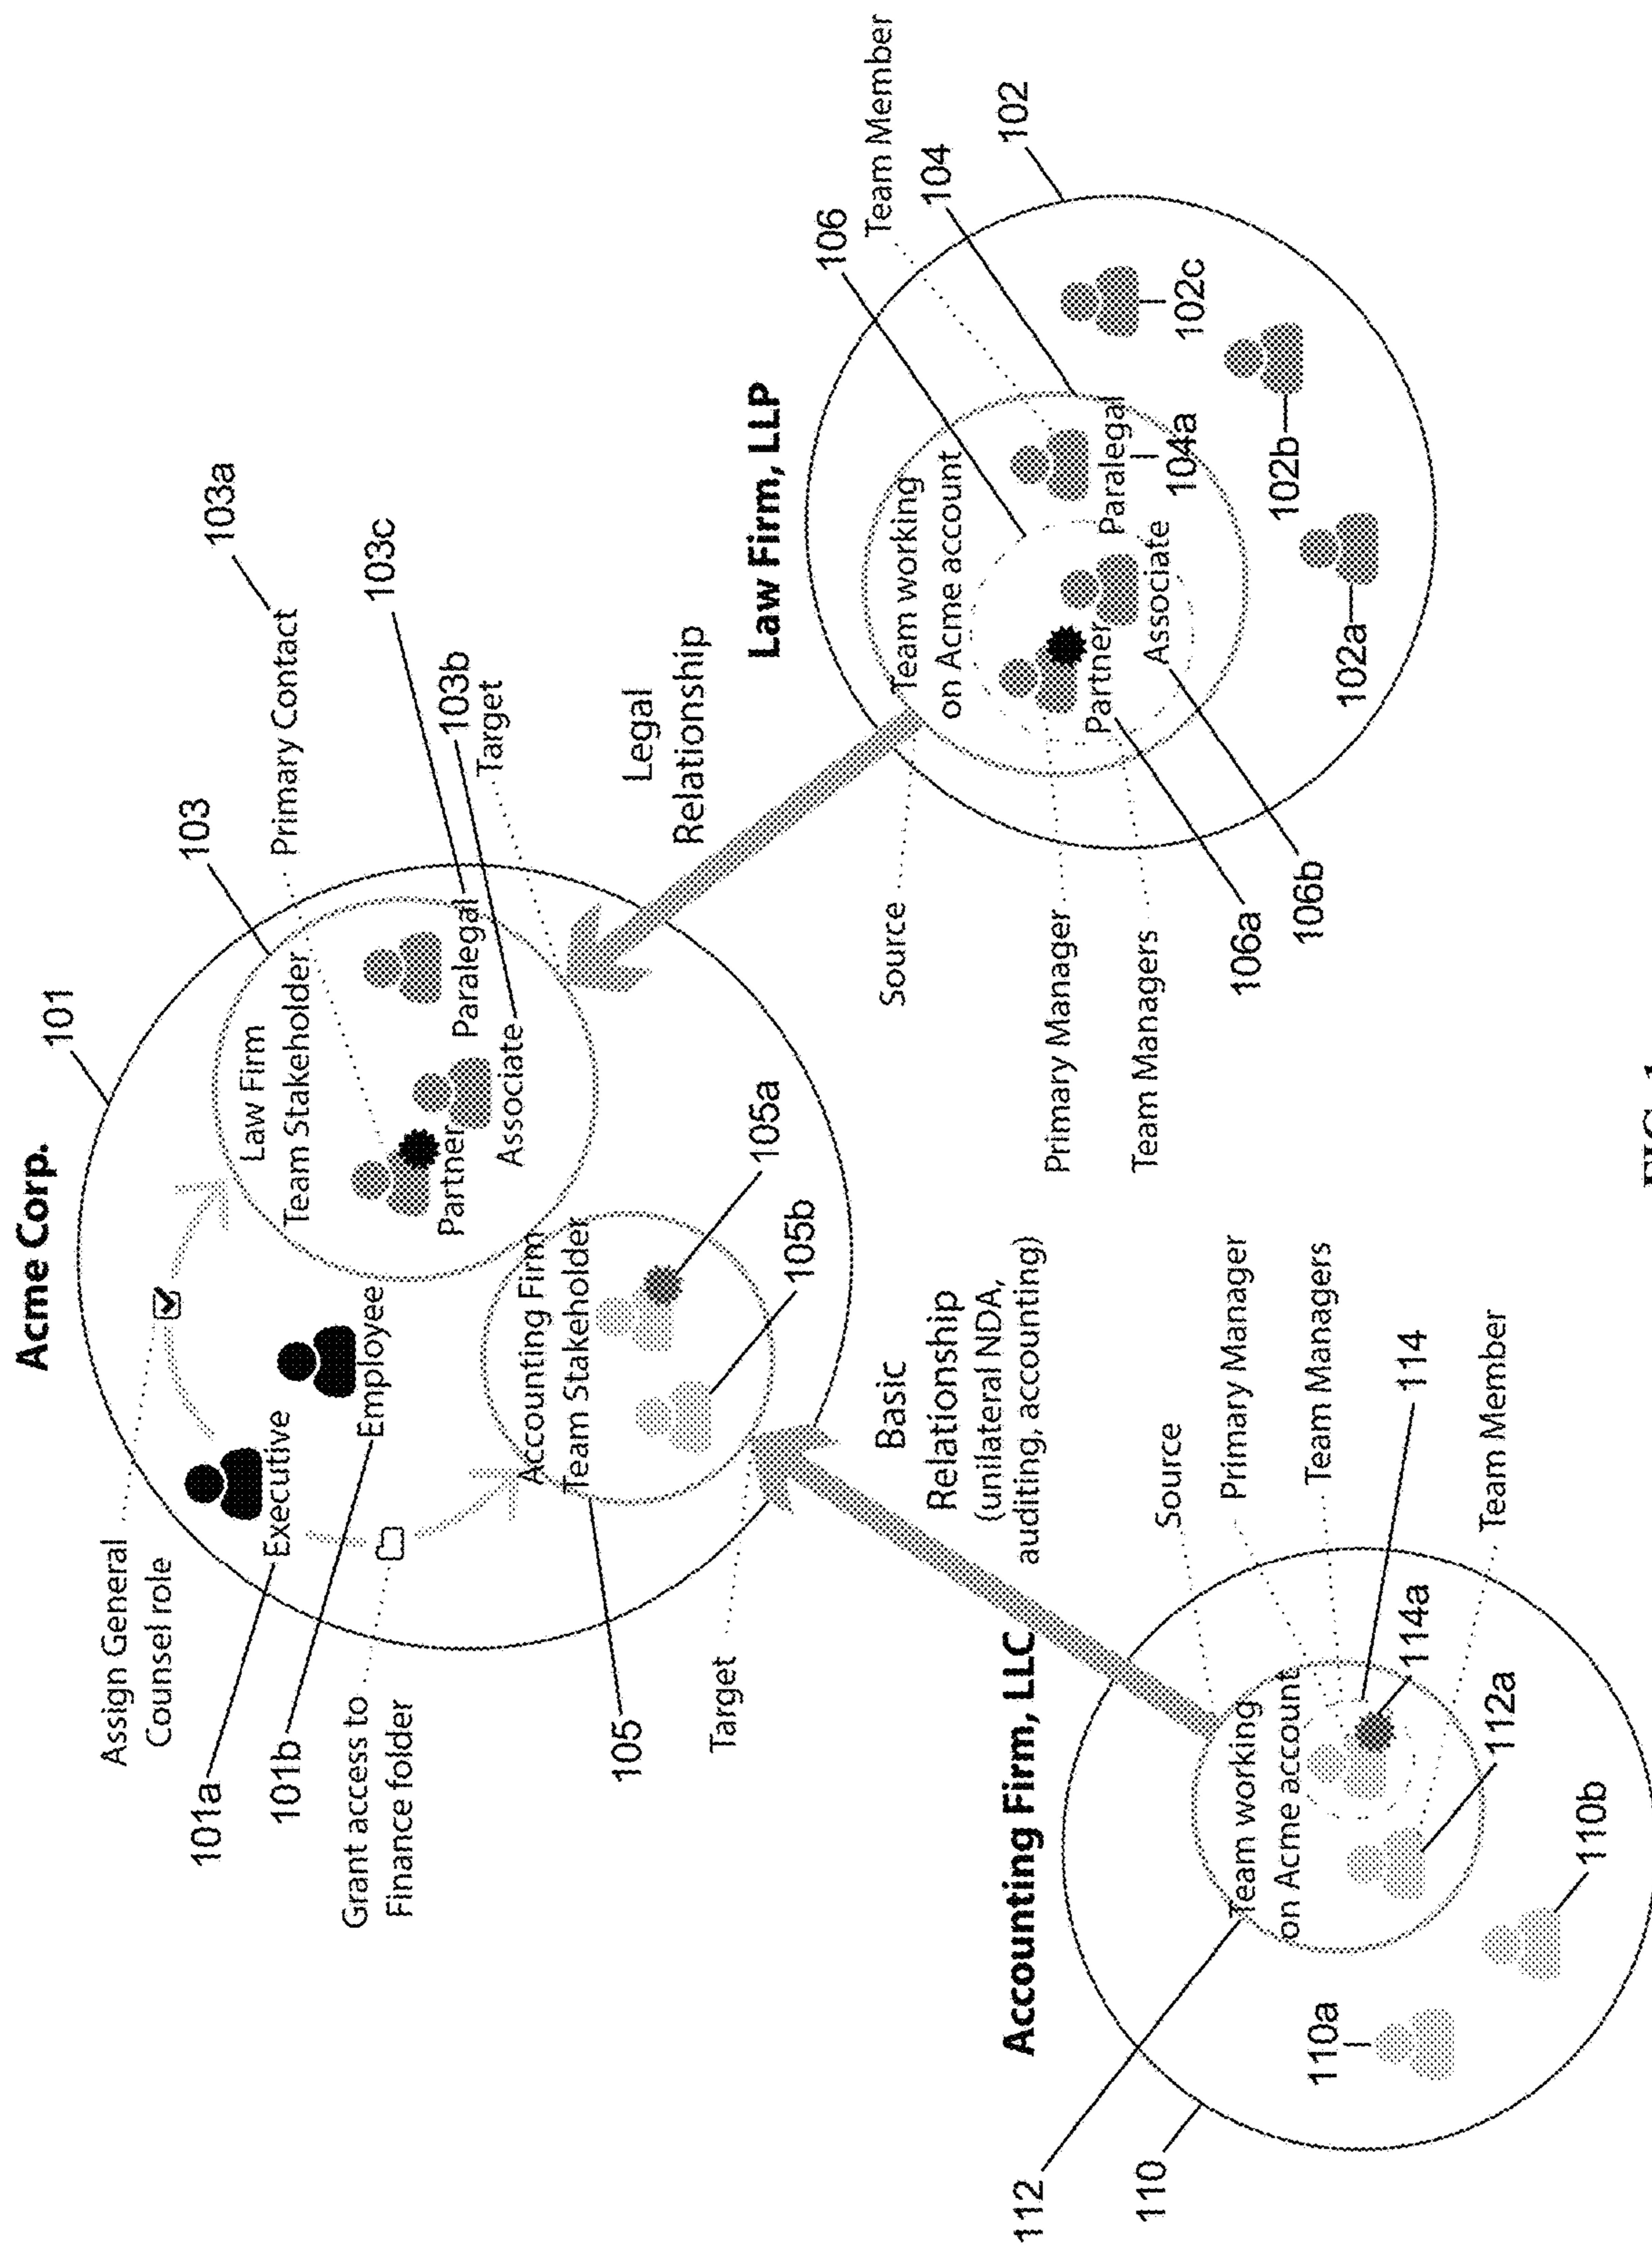 Acme Corp.
101
Assign General
Counsel role
101a
Executive
101b
Employee
Grant access to
Finance folder
103
Law Firm
Team Stakeholder
Primary Contact
103a
Partner
Paralegal
103c
Associate
103b
Target
Accounting Firm
Team Stakeholder
105a
105b
105
Target
Legal
Relationship
Basic
Relationship
(unilateral NDA,
auditing, accounting)
Law Firm, LLP
106
Team Member
104
102
Team working
on Acme account
Partner
Paralegal
104a
Associate
102c
102b
102a
Source
Primary Manager
Team Managers
106a
106b
Accounting Firm, LLC
112
110
Team working
on Acme account
Source
Primary Manager
Team Managers
114
Team Member
114a
112a
110a
110b